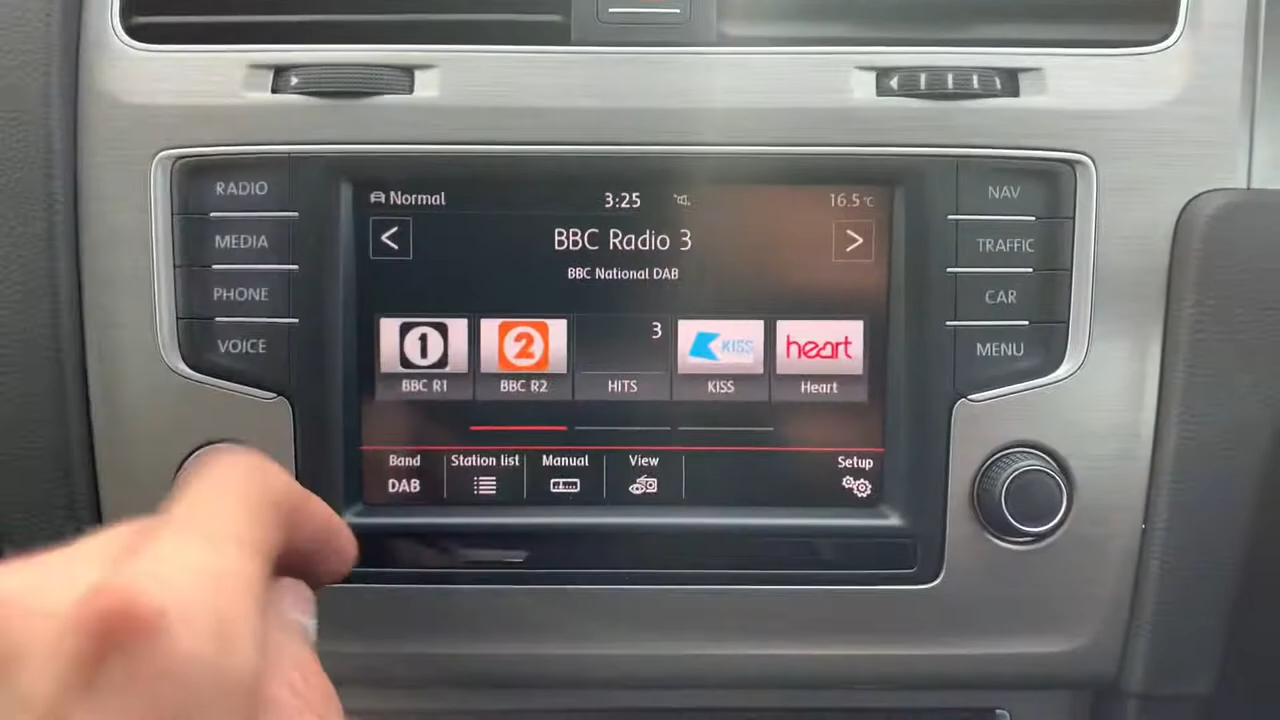 RADIO
MEDIA
PHONE
VOICE
Normal
3:25
16.5°C
<
BBC Radio 3
>
BBC National DAB
1
2
3
KISS
heart
BBC R1
BBC R2
HITS
KISS
Heart
Band
Station list
Manual
View
Setup
DAB
NAV
TRAFFIC
CAR
MENU